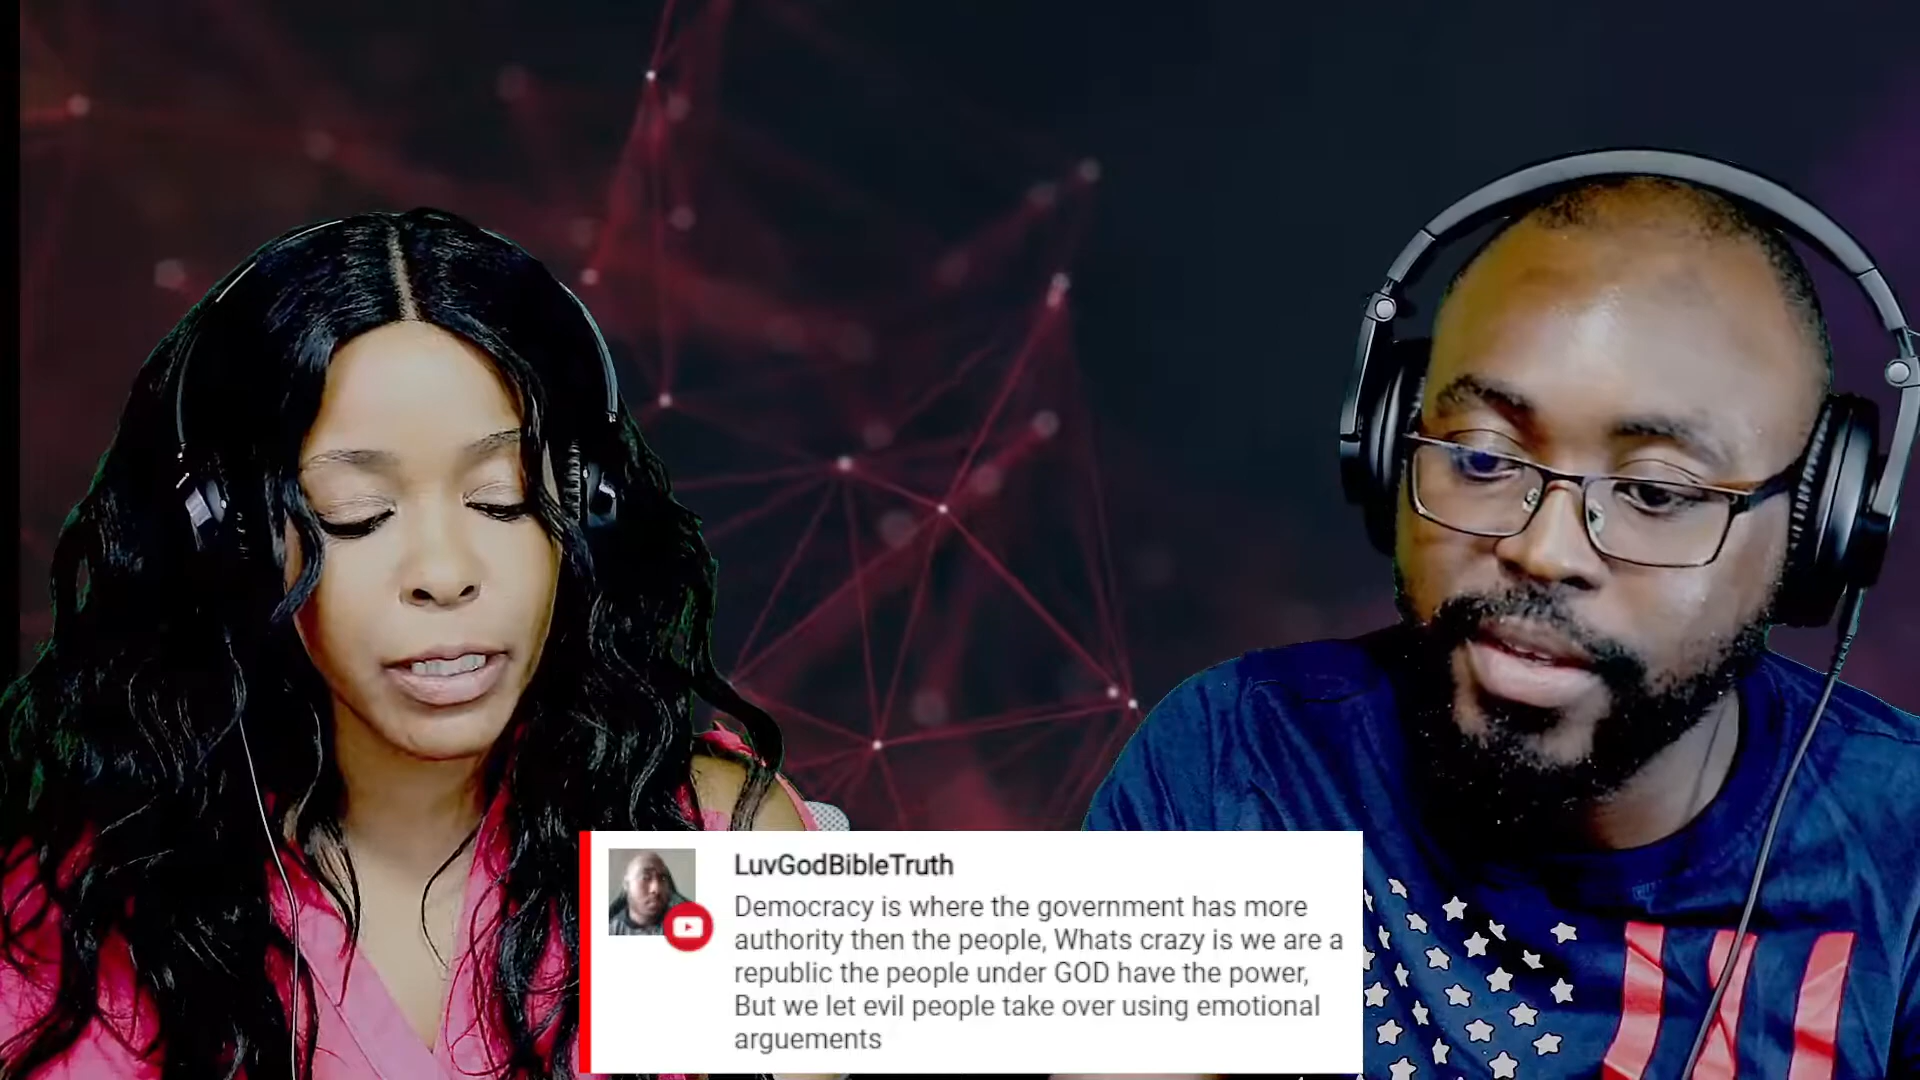 LuvGodBibleTruth
Democracy is where the government has more
authority then the people, Whats crazy is we are a
republic the people under GOD have the power,
But we let evil people take over using emotional
arguements